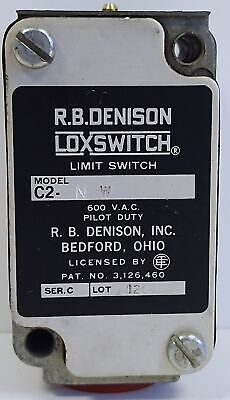 R.B. DENISON
LOXSWITCH®
LIMIT SWITCH
MODEL
C2- N W
600 V.A.C.
PILOT DUTY
R. B. DENISON, INC.
BEDFORD, OHIO
LICENSED BY
PAT. NO. 3,126,460
SER. C LOT 12